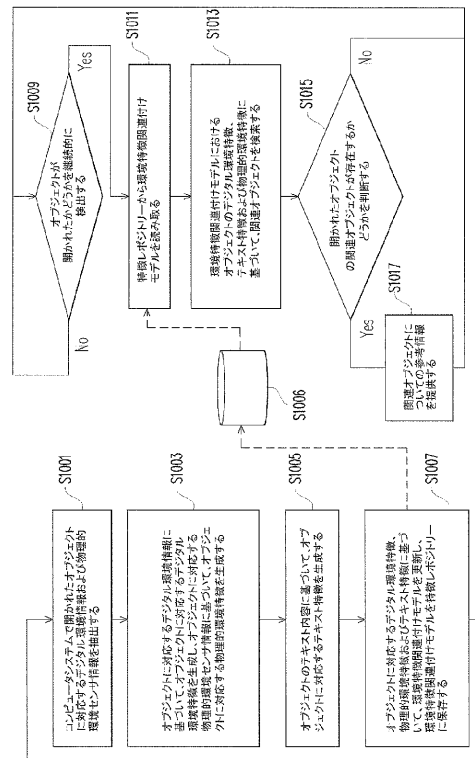 S1001
コンピュータシステムで開かれたオブジェクト
に対応するデジタル環境情報および物理的
環境センサ情報を抽出する
S1003
オブジェクトに対応するデジタル環境情報に
基づいて、オブジェクトに対応するデジタル
環境特徴を生成し、オブジェクトに対応する
物理的環境センサ情報に基づいて、オブジェ
クトに対応する物理的環境特徴を生成する
S1005
オブジェクトのテキスト内容に基づいて、オブ
ジェクトに対応するテキスト特徴を生成する
S1007
オブジェクトに対応するデジタル環境特徴、
物理的環境特徴およびテキスト特徴に基づ
いて、環境特徴関連付けモデルを更新し、
環境特徴関連付けモデルを特徴レポジトリー
に保存する
S1006
S1009
オブジェクトが
開かれたかどうかを継続的に
検出する
Yes
No
S1011
特徴レポジトリーから環境特徴関連付け
モデルを読み取る
S1013
環境特徴関連付けモデルにおける
オブジェクトのデジタル環境特徴、
テキスト特徴および物理的環境特徴に
基づいて、関連オブジェクトを検索する
S1015
開かれたオブジェクト
の関連オブジェクトが存在するか
どうかを判断する
No
Yes
S1017
関連オブジェクトに
ついての参考情報
を提供する